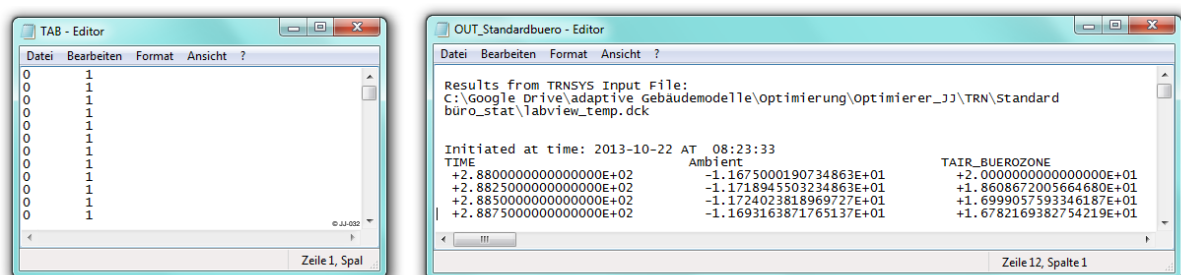 TAB - Editor
Datei Bearbeiten Format Ansicht ?
0 1
0 1
0 1
0 1
0 1
0 1
0 1
0 1
0 1
0 1
0 1
0 1
© JJ-032
Zeile 1, Spal
OUT_Standardbuero - Editor
Datei Bearbeiten Format Ansicht ?
Results from TRNSYS Input File:
C:\Google Drive\adaptive Gebäudemodelle\Optimierung\Optimierer_JJ\TRN\Standard
büro_stat\labview_temp.dck
Initiated at time: 2013-10-22 AT 08:23:33
TIME Ambient TAIR_BUEROZONE
+2.8800000000000000E+02 -1.1675000190734863E+01 +2.0000000000000000E+01
+2.8825000000000000E+02 -1.1718945503234863E+01 +1.8608672005664680E+01
+2.8850000000000000E+02 -1.1724023818969727E+01 +1.6999057593346187E+01
+2.8875000000000000E+02 -1.1693163871765137E+01 +1.6782169382754219E+01
Zeile 12, Spalte 1